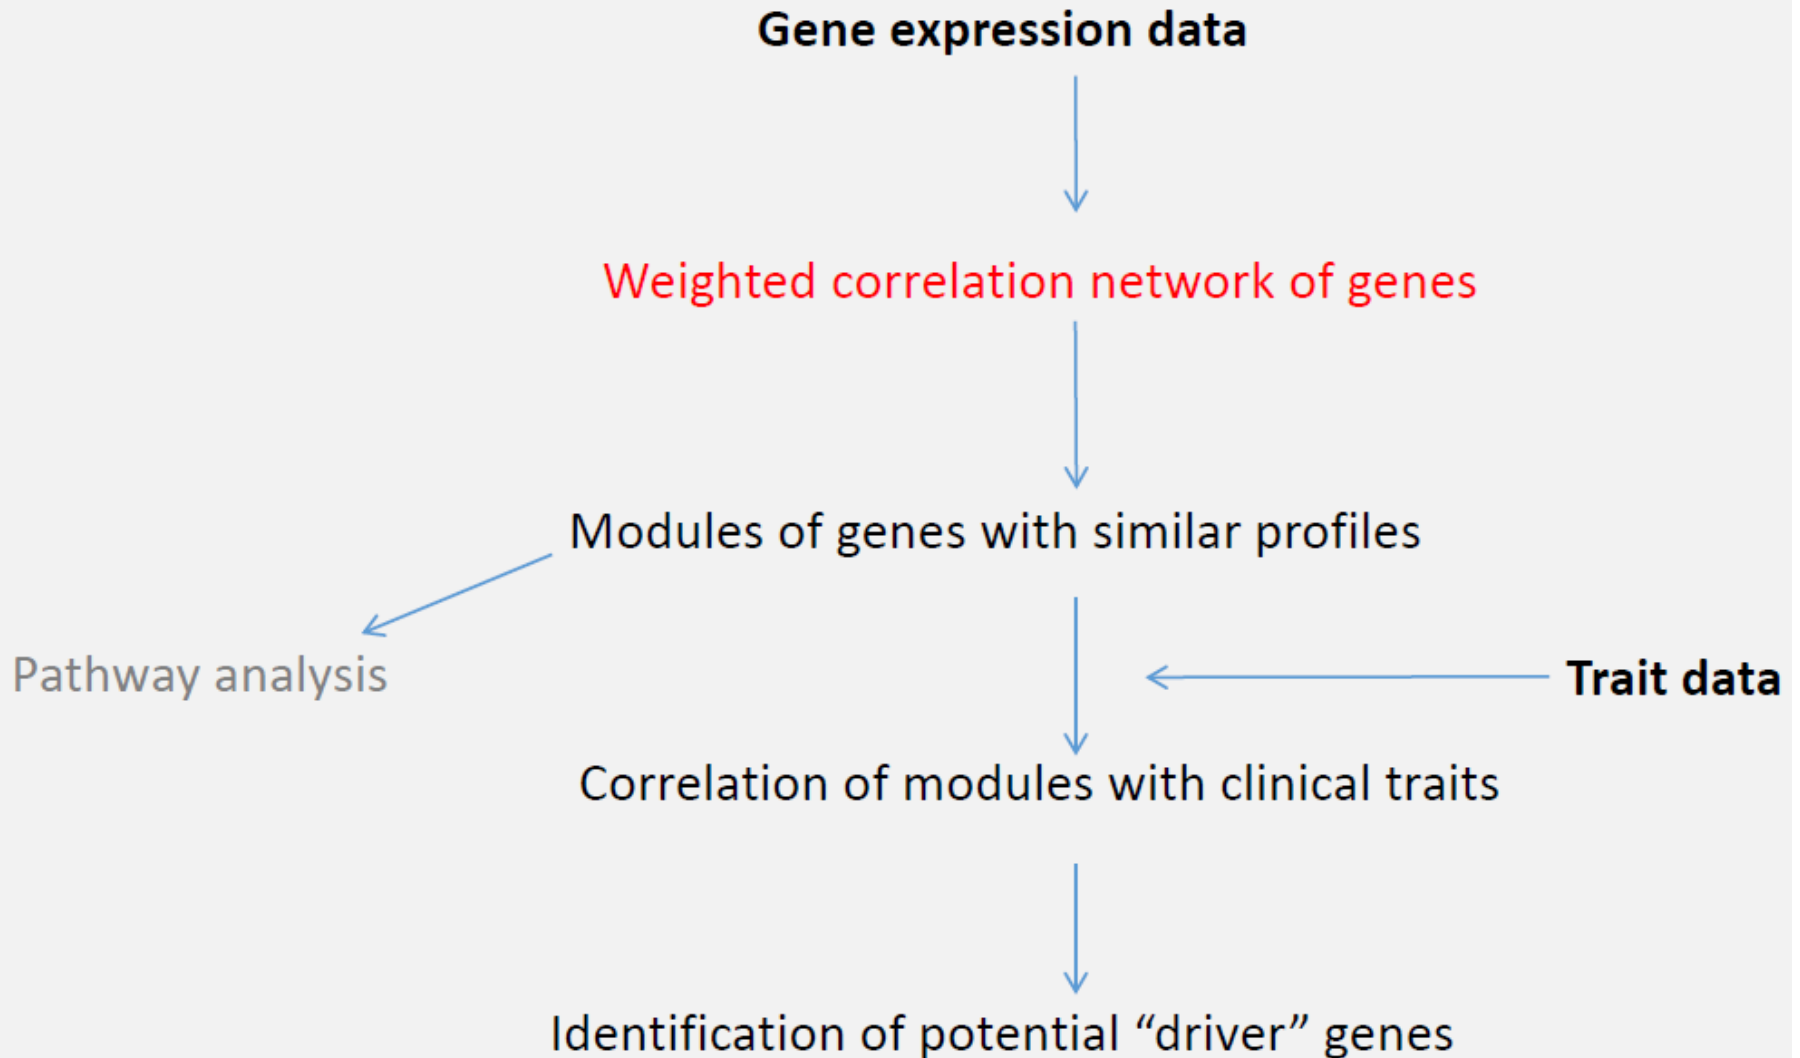 Gene expression data
Weighted correlation network of genes
Modules of genes with similar profiles
Pathway analysis
Trait data
Correlation of modules with clinical traits
Identification of potential “driver” genes